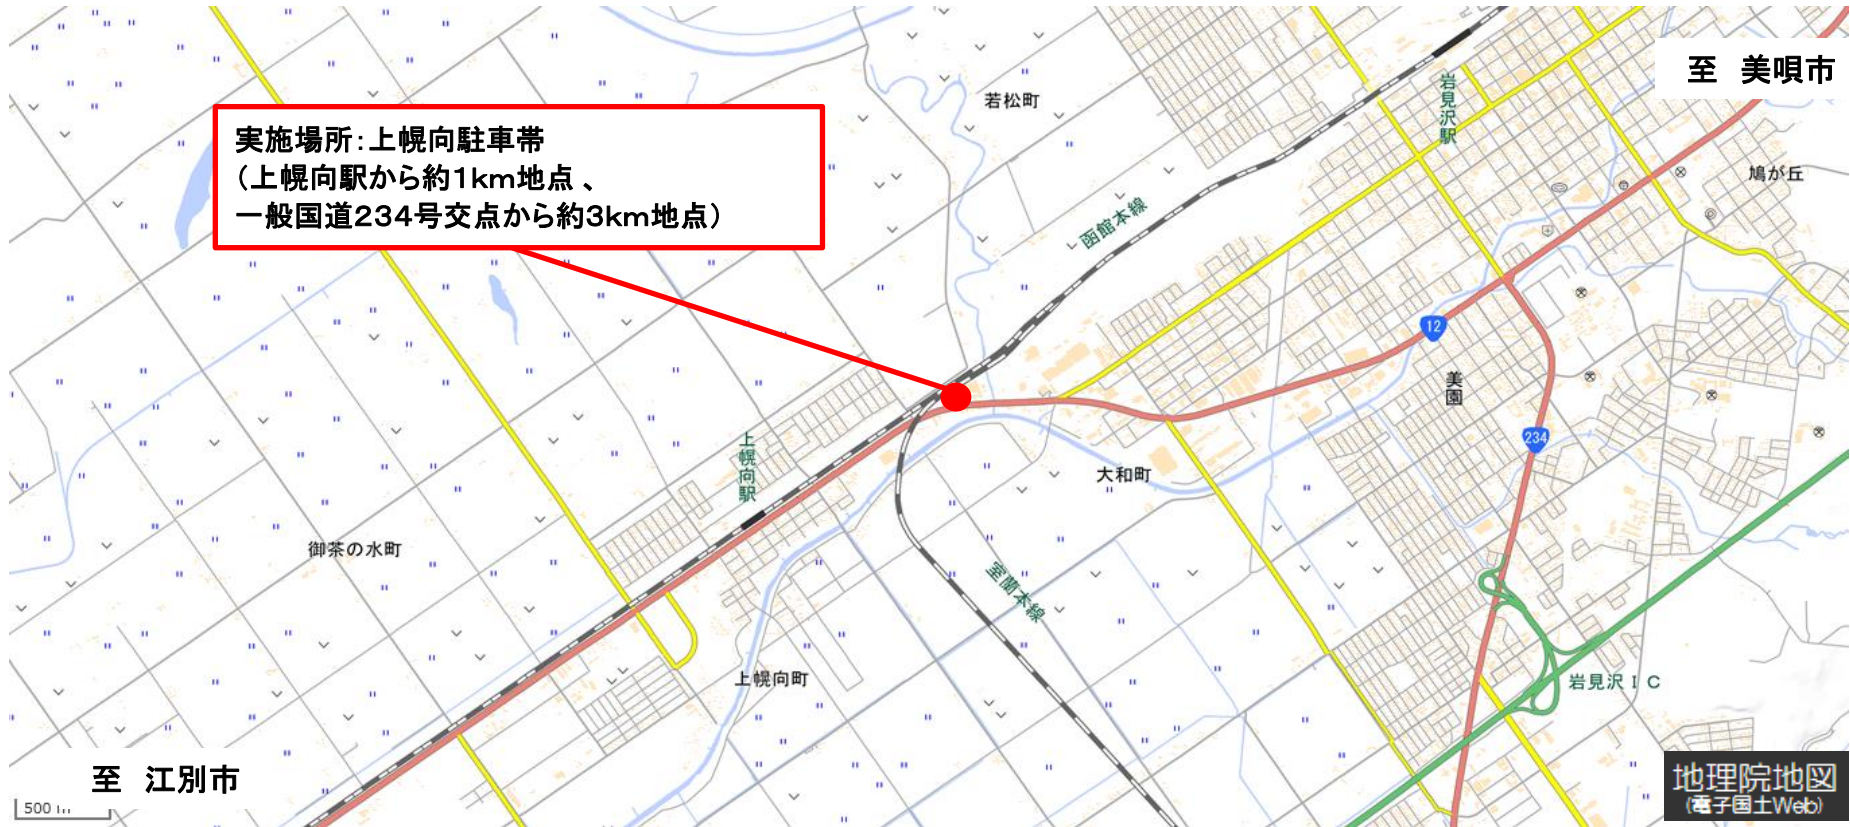 至 美唄市
若松町
岩見沢駅
実施場所：上幌向駐車帯
（上幌向駅から約1km地点 、
一般国道234号交点から約3km地点）
鳩が丘
函館本線
12
美園
234
上幌向駅
大和町
御茶の水町
室蘭本線
上幌向町
岩見沢IC
至 江別市
500 m
地理院地図
(電子国土Web)